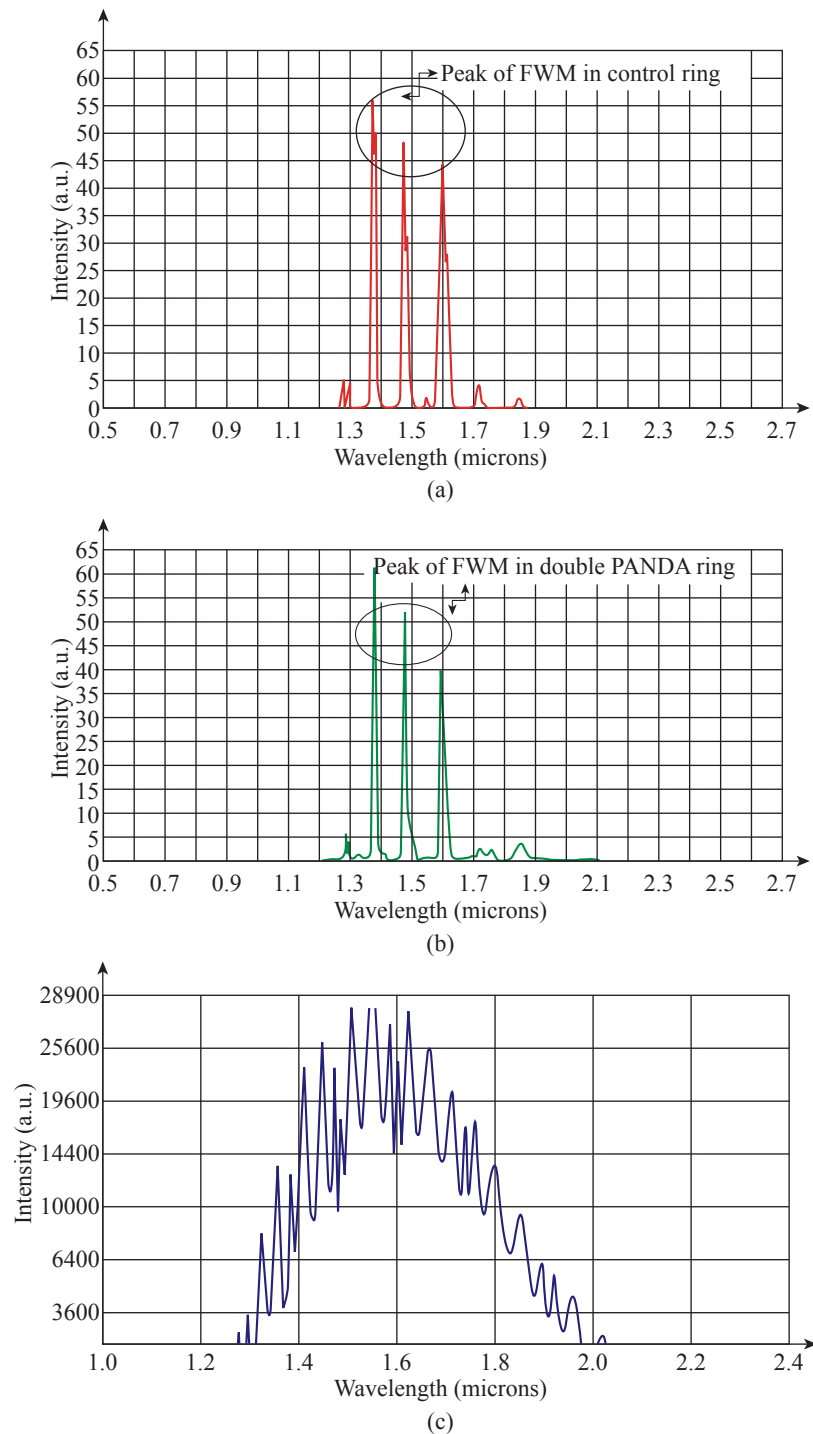 65
60
55
50
45
40
35
30
25
20
15
10
5
0
Intensity (a.u.)
Peak of FWM in control ring
0.5 0.7 0.9 1.1 1.3 1.5 1.7 1.9 2.1 2.3 2.5 2.7
Wavelength (microns)
(a)
65
60
55
50
45
40
35
30
25
20
15
10
5
0
Intensity (a.u.)
Peak of FWM in double PANDA ring
0.5 0.7 0.9 1.1 1.3 1.5 1.7 1.9 2.1 2.3 2.5 2.7
Wavelength (microns)
(b)
28900
25600
19600
14400
10000
6400
3600
Intensity (a.u.)
1.0 1.2 1.4 1.6 1.8 2.0 2.2 2.4
Wavelength (microns)
(c)